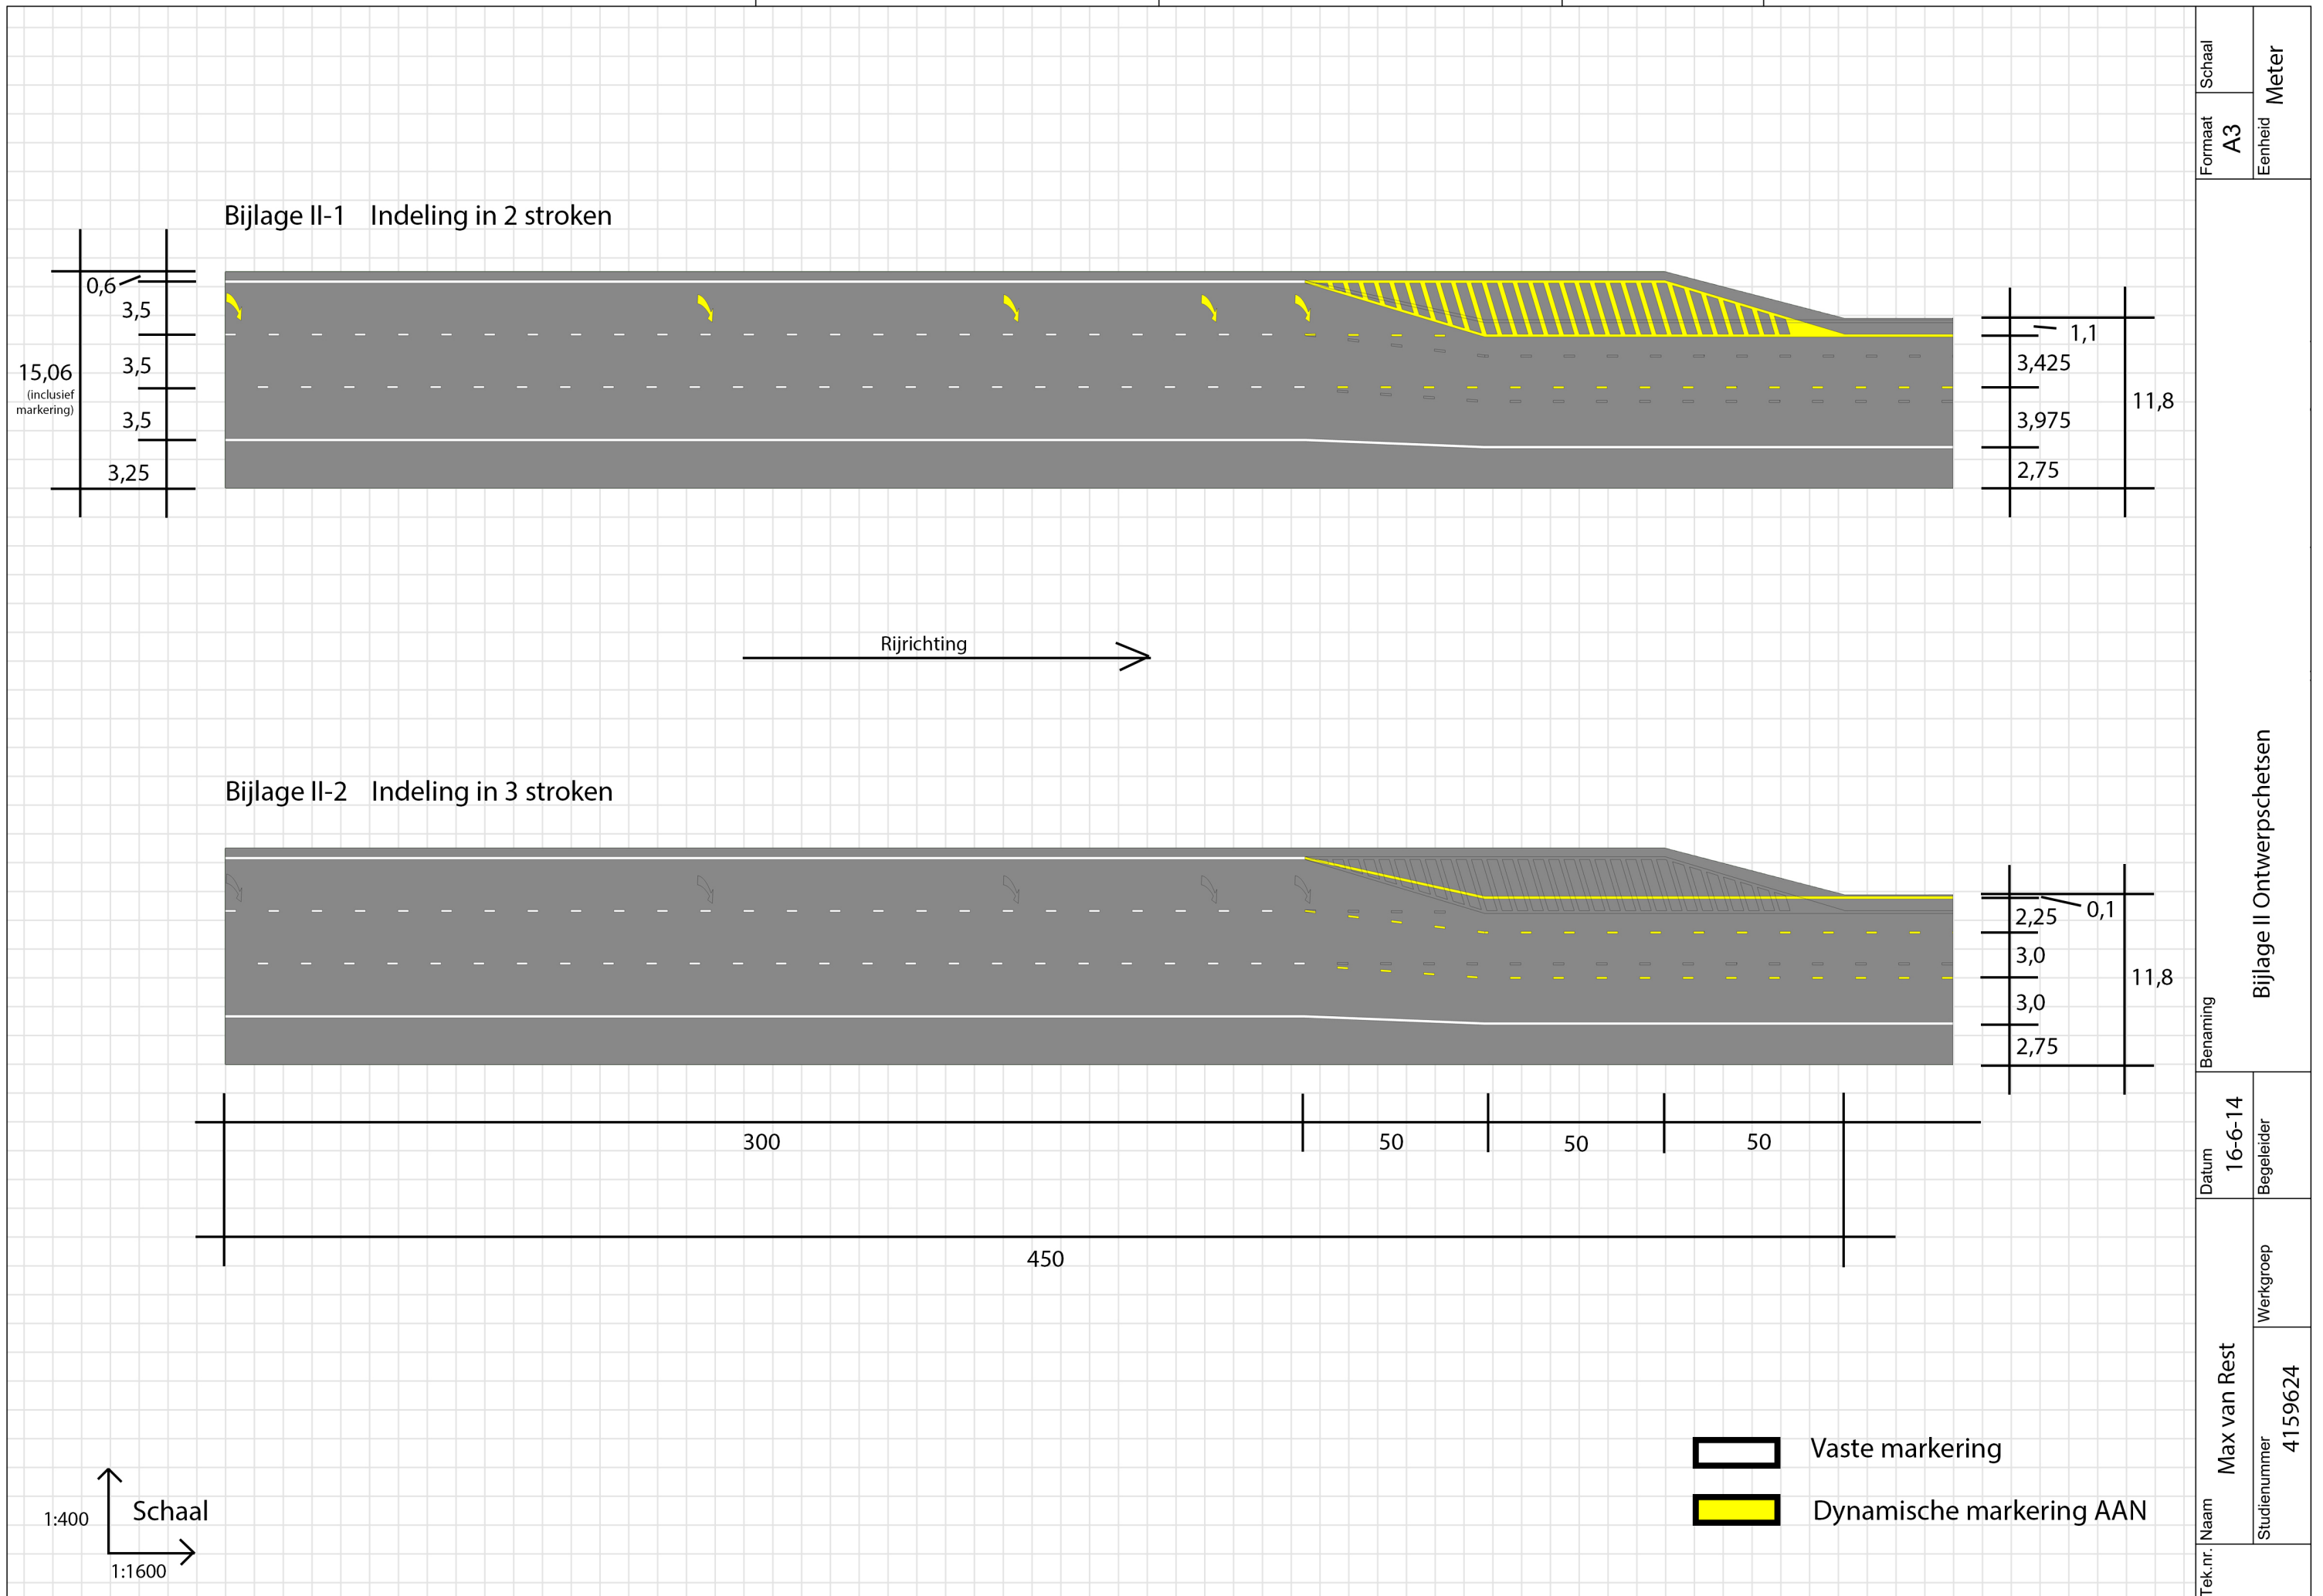 Bijlage II-1 Indeling in 2 stroken
0,6
3,5
3,5
3,5
3,25
15,06
(inclusief
markering)
1,1
3,425
3,975
2,75
11,8
Rijrichting
Bijlage II-2 Indeling in 3 stroken
0,1
2,25
3,0
3,0
2,75
11,8
300
50
50
50
450
Vaste markering
Dynamische markering AAN
Schaal
1:400
1:1600
Schaal
Formaat
A3
Eenheid
Meter
Benaming
Bijlage II Ontwerpschetsen
Datum
16-6-14
Begeleider
Werkgroep
Naam
Max van Rest
Studienummer
4159624
Tek.nr.